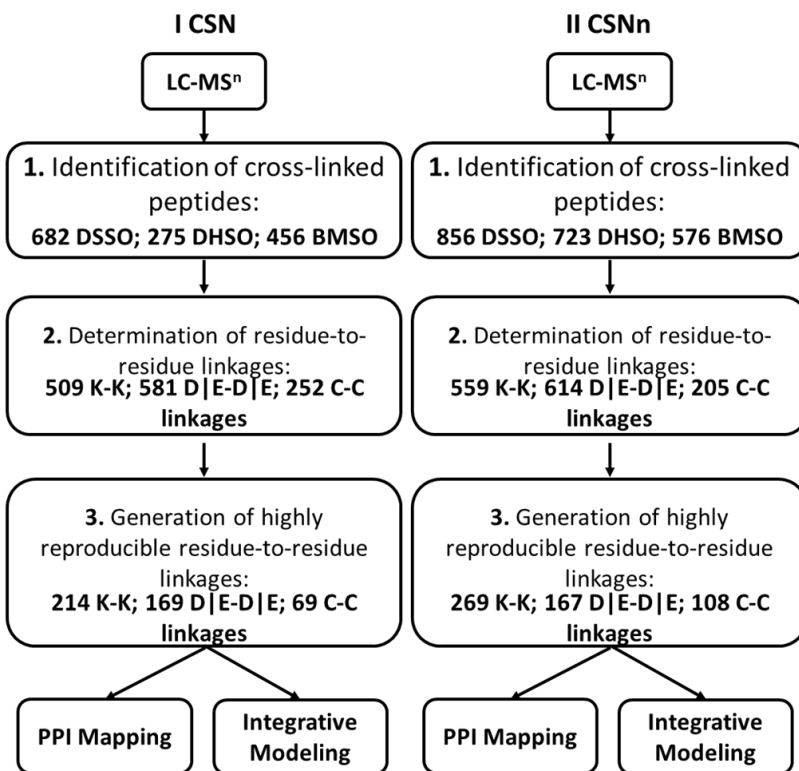 I CSN
LC-MSⁿ
1. Identification of cross-linked
peptides:
682 DSSO; 275 DHSO; 456 BMSO
2. Determination of residue-to-
residue linkages:
509 K-K; 581 D|E-D|E; 252 C-C
linkages
3. Generation of highly
reproducible residue-to-residue
linkages:
214 K-K; 169 D|E-D|E; 69 C-C
linkages
PPI Mapping
Integrative
Modeling
II CSNn
LC-MSⁿ
1. Identification of cross-linked
peptides:
856 DSSO; 723 DHSO; 576 BMSO
2. Determination of residue-to-
residue linkages:
559 K-K; 614 D|E-D|E; 205 C-C
linkages
3. Generation of highly
reproducible residue-to-residue
linkages:
269 K-K; 167 D|E-D|E; 108 C-C
linkages
PPI Mapping
Integrative
Modeling